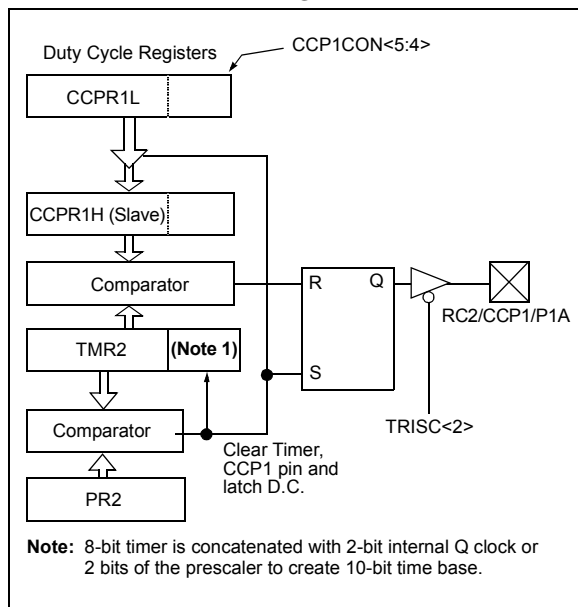 Duty Cycle Registers
CCP1CON<5:4>
CCPR1L
CCPR1H (Slave)
Comparator
R
Q
RC2/CCP1/P1A
TMR2
(Note 1)
S
TRISC<2>
Comparator
Clear Timer,
CCP1 pin and
latch D.C.
PR2
Note: 8-bit timer is concatenated with 2-bit internal Q clock or
2 bits of the prescaler to create 10-bit time base.